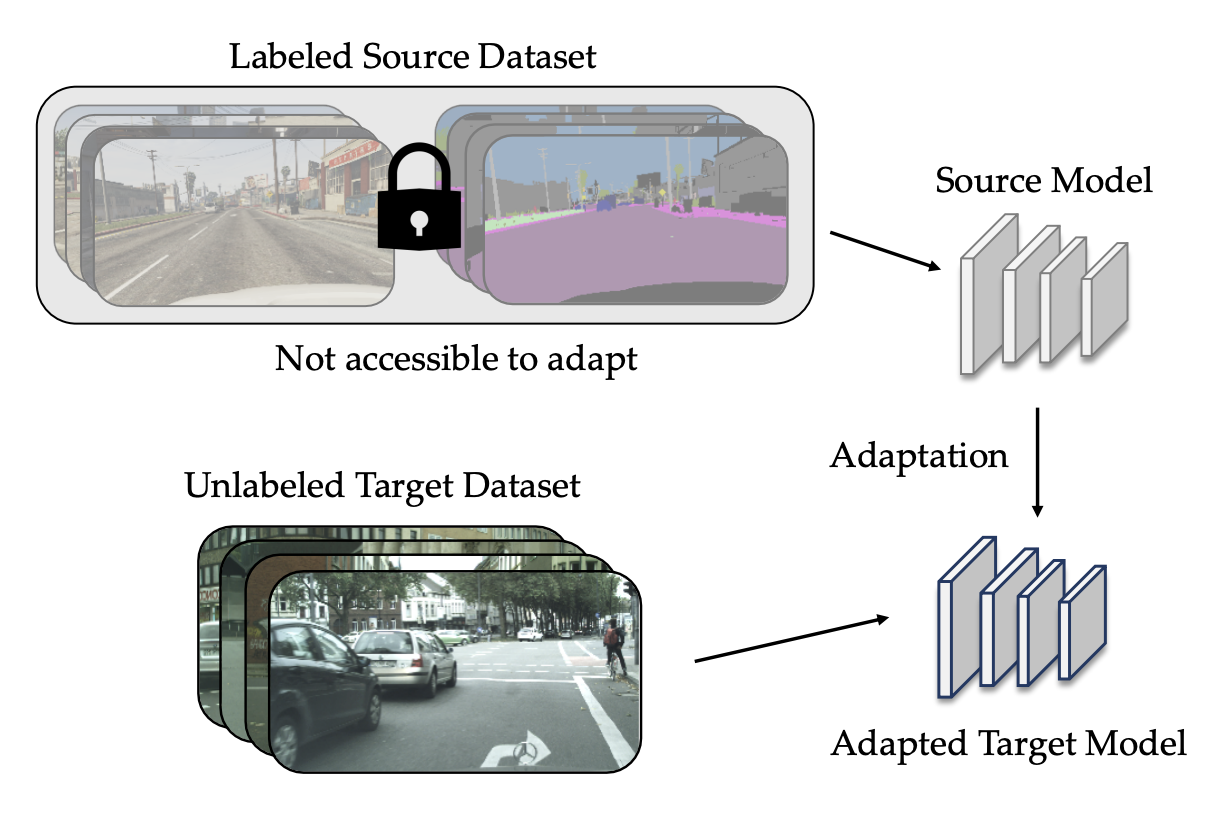 Labeled Source Dataset
Source Model
Not accessible to adapt
Adaptation
Unlabeled Target Dataset
Adapted Target Model